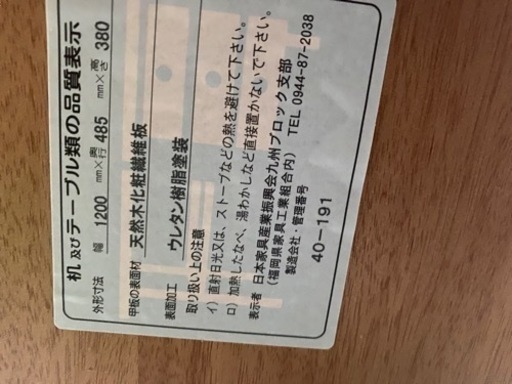 机及びテーブル類の品質表示
外形寸法 幅 1200 mm×奥行 485 mm×高さ 380
甲板の表面材 天然木化粧繊維板
表面加工 ウレタン樹脂塗装
取り扱い上の注意
イ）直射日光又は、ストーブなどの熱を避けて下さい。
ロ）加熱したなべ、湯わかしなど直接置かないで下さい。
表示者 日本家具産業振興会九州ブロック支部
（福岡県家具工業組合内） TEL 0944-87-2038
製造会社・管理番号
40-191